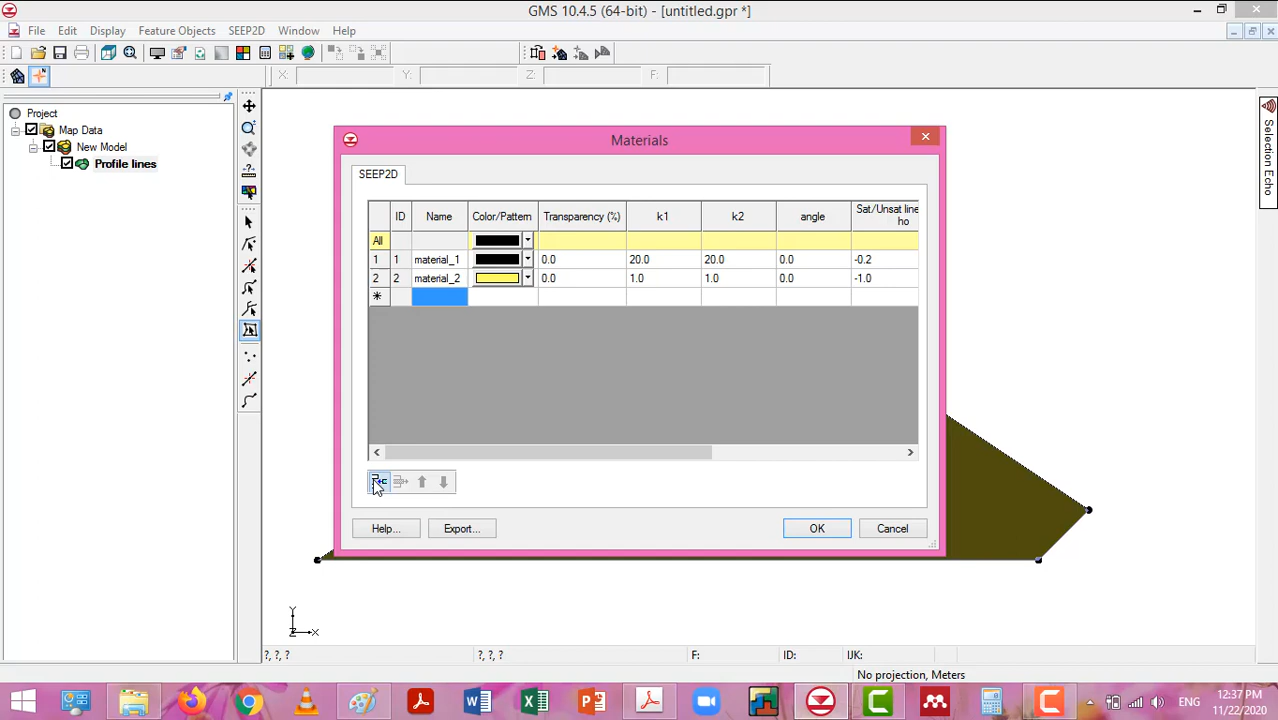 GMS 10.4.5 (64-bit) - [untitled.gpr *]
File Edit Display Feature Objects SEEP2D Window Help
X: Y: Z: F:
Project
Map Data
New Model
Profile lines
Selection Echo
Materials
SEEP2D
ID Name Color/Pattern Transparency (%) k1 k2 angle Sat/Unsat line
ho
All
1 1 material_1 0.0 20.0 20.0 0.0 -0.2
2 2 material_2 0.0 1.0 1.0 0.0 -1.0
Help... Export... OK Cancel
Y
Z X
?, ?, ? ?, ?, ? F: ID: IJK:
No projection, Meters
ENG
12:37 PM
11/22/2020